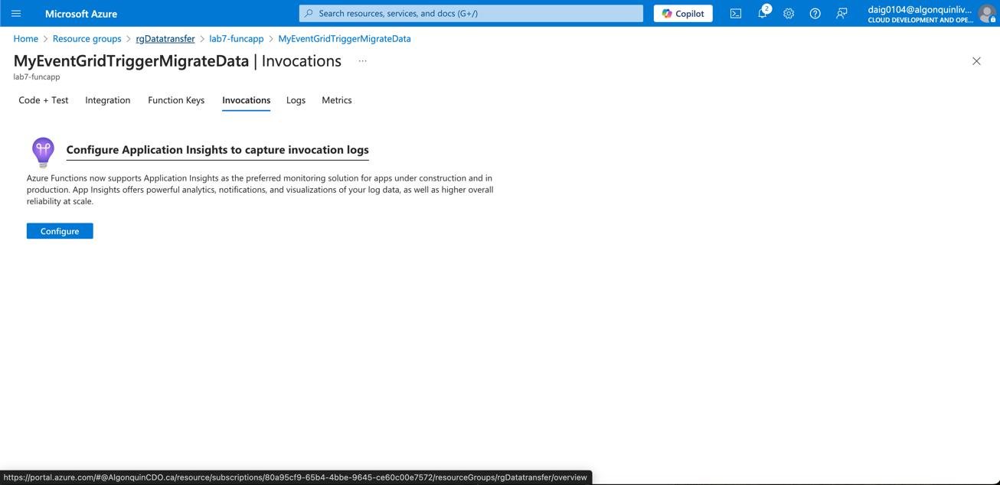 Microsoft Azure
Search resources, services, and docs (G+/)
Copilot
2
daig0104@algonquinliv...
CLOUD DEVELOPMENT AND OPE...
Home > Resource groups > rgDatatransfer > lab7-funcapp > MyEventGridTriggerMigrateData
MyEventGridTriggerMigrateData | Invocations ...
lab7-funcapp
Code + Test Integration Function Keys Invocations Logs Metrics
Configure Application Insights to capture invocation logs
Azure Functions now supports Application Insights as the preferred monitoring solution for apps under construction and in
production. App Insights offers powerful analytics, notifications, and visualizations of your log data, as well as higher overall
reliability at scale.
Configure
https://portal.azure.com/#@AlgonquinCDO.ca/resource/subscriptions/80a95cf9-65b4-4bbe-9645-ce60c00e7572/resourceGroups/rgDatatransfer/overview